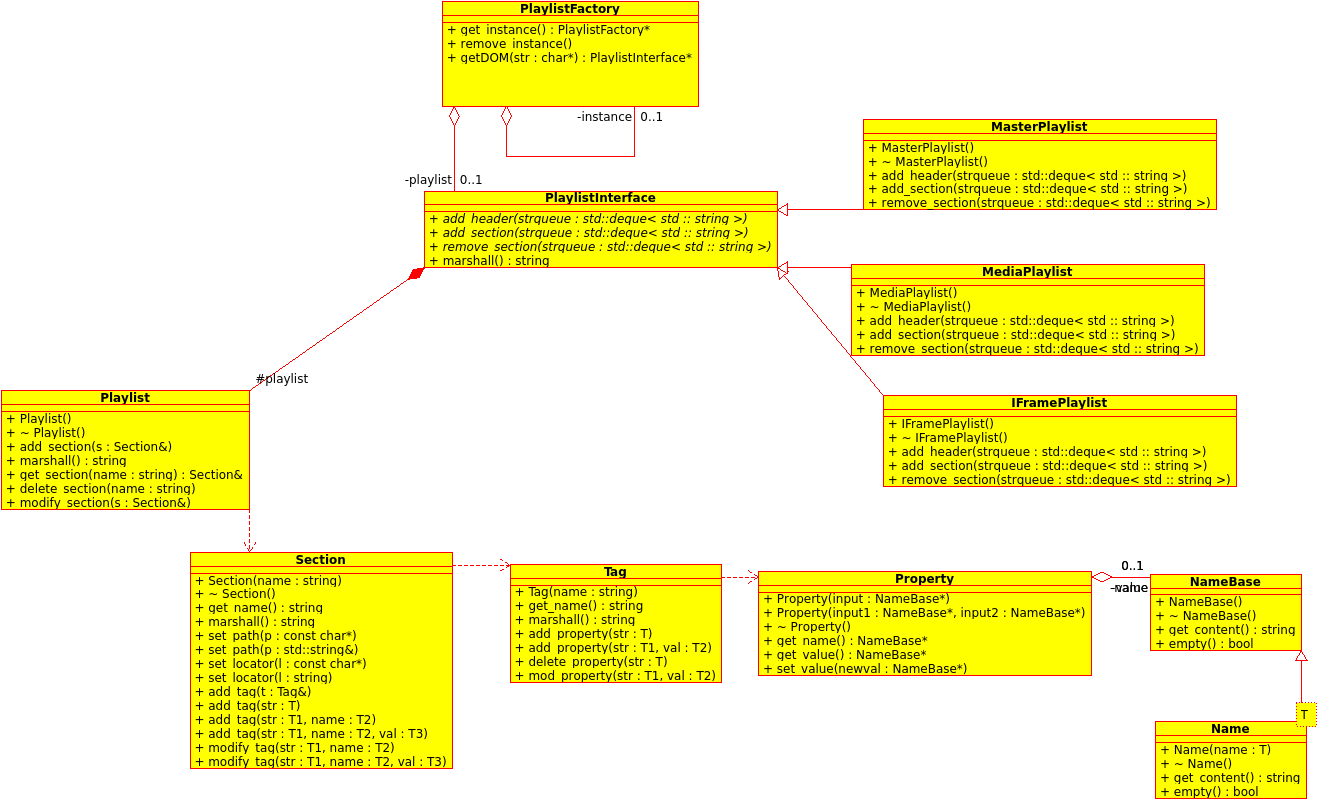 PlaylistFactory
+ get_instance() : PlaylistFactory*
+ remove_instance()
+ getDOM(str : char*) : PlaylistInterface*
-instance 0..1
-playlist 0..1
MasterPlaylist
+ MasterPlaylist()
+ ~ MasterPlaylist()
+ add_header(strqueue : std::deque< std :: string >)
+ add_section(strqueue : std::deque< std :: string >)
+ remove_section(strqueue : std::deque< std :: string >)
PlaylistInterface
+ add_header(strqueue : std::deque< std :: string >)
+ add_section(strqueue : std::deque< std :: string >)
+ remove_section(strqueue : std::deque< std :: string >)
+ marshall() : string
MediaPlaylist
+ MediaPlaylist()
+ ~ MediaPlaylist()
+ add_header(strqueue : std::deque< std :: string >)
+ add_section(strqueue : std::deque< std :: string >)
+ remove_section(strqueue : std::deque< std :: string >)
#playlist
Playlist
+ Playlist()
+ ~ Playlist()
+ add_section(s : Section&)
+ marshall() : string
+ get_section(name : string) : Section&
+ delete_section(name : string)
+ modify_section(s : Section&)
IFramePlaylist
+ IFramePlaylist()
+ ~ IFramePlaylist()
+ add_header(strqueue : std::deque< std :: string >)
+ add_section(strqueue : std::deque< std :: string >)
+ remove_section(strqueue : std::deque< std :: string >)
Section
+ Section(name : string)
+ ~ Section()
+ get_name() : string
+ marshall() : string
+ set_path(p : const char*)
+ set_path(p : std::string&)
+ set_locator(l : const char*)
+ set_locator(l : string)
+ add_tag(t : Tag&)
+ add_tag(str : T)
+ add_tag(str : T1, name : T2)
+ add_tag(str : T1, name : T2, val : T3)
+ modify_tag(str : T1, name : T2)
+ modify_tag(str : T1, name : T2, val : T3)
Tag
+ Tag(name : string)
+ get_name() : string
+ marshall() : string
+ add_property(str : T)
+ add_property(str : T1, val : T2)
+ delete_property(str : T)
+ mod_property(str : T1, val : T2)
Property
+ Property(input : NameBase*)
+ Property(input1 : NameBase*, input2 : NameBase*)
+ ~ Property()
+ get_name() : NameBase*
+ get_value() : NameBase*
+ set_value(newval : NameBase*)
0..1
NameBase
+ NameBase()
+ ~ NameBase()
+ get_content() : string
+ empty() : bool
T
Name
+ Name(name : T)
+ ~ Name()
+ get_content() : string
+ empty() : bool